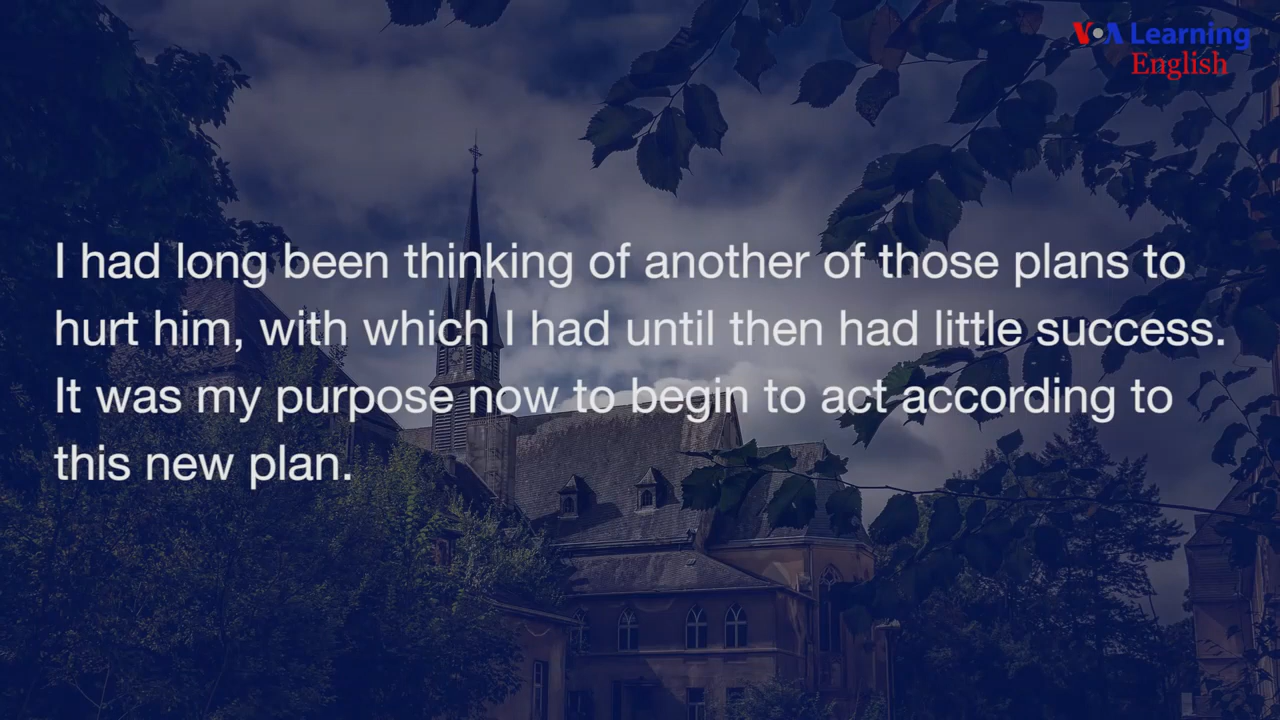 VOA Learning
English
I had long been thinking of another of those plans to
hurt him, with which I had until then had little success.
It was my purpose now to begin to act according to
this new plan.